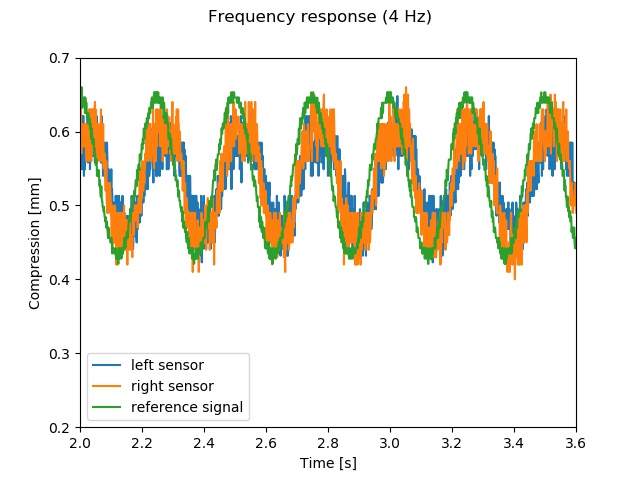 Frequency response (4 Hz)
0.7
0.6
0.5
0.4
0.3
0.2
Compression [mm]
left sensor
right sensor
reference signal
2.0 2.2 2.4 2.6 2.8 3.0 3.2 3.4 3.6
Time [s]